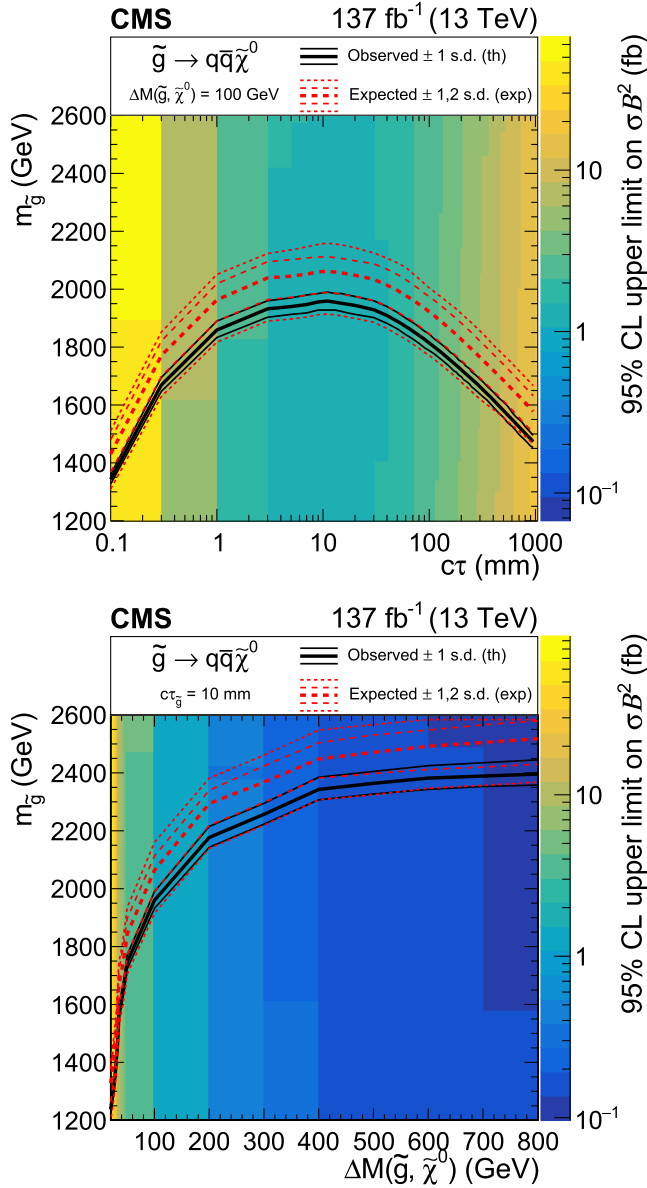 CMS 137 fb⁻¹ (13 TeV)
g̃ → qq̅χ̃⁰
Observed ± 1 s.d. (th)
ΔM(g̃, χ̃⁰) = 100 GeV
Expected ± 1,2 s.d. (exp)
m_g̃ (GeV)
2600
2400
2200
2000
1800
1600
1400
1200
0.1 1 10 100 1000
cτ (mm)
10
1
10⁻¹
95% CL upper limit on σB² (fb)
CMS 137 fb⁻¹ (13 TeV)
g̃ → qq̅χ̃⁰
Observed ± 1 s.d. (th)
cτ_g̃ = 10 mm
Expected ± 1,2 s.d. (exp)
m_g̃ (GeV)
2600
2400
2200
2000
1800
1600
1400
1200
100 200 300 400 500 600 700 800
ΔM(g̃, χ̃⁰) (GeV)
10
1
10⁻¹
95% CL upper limit on σB² (fb)